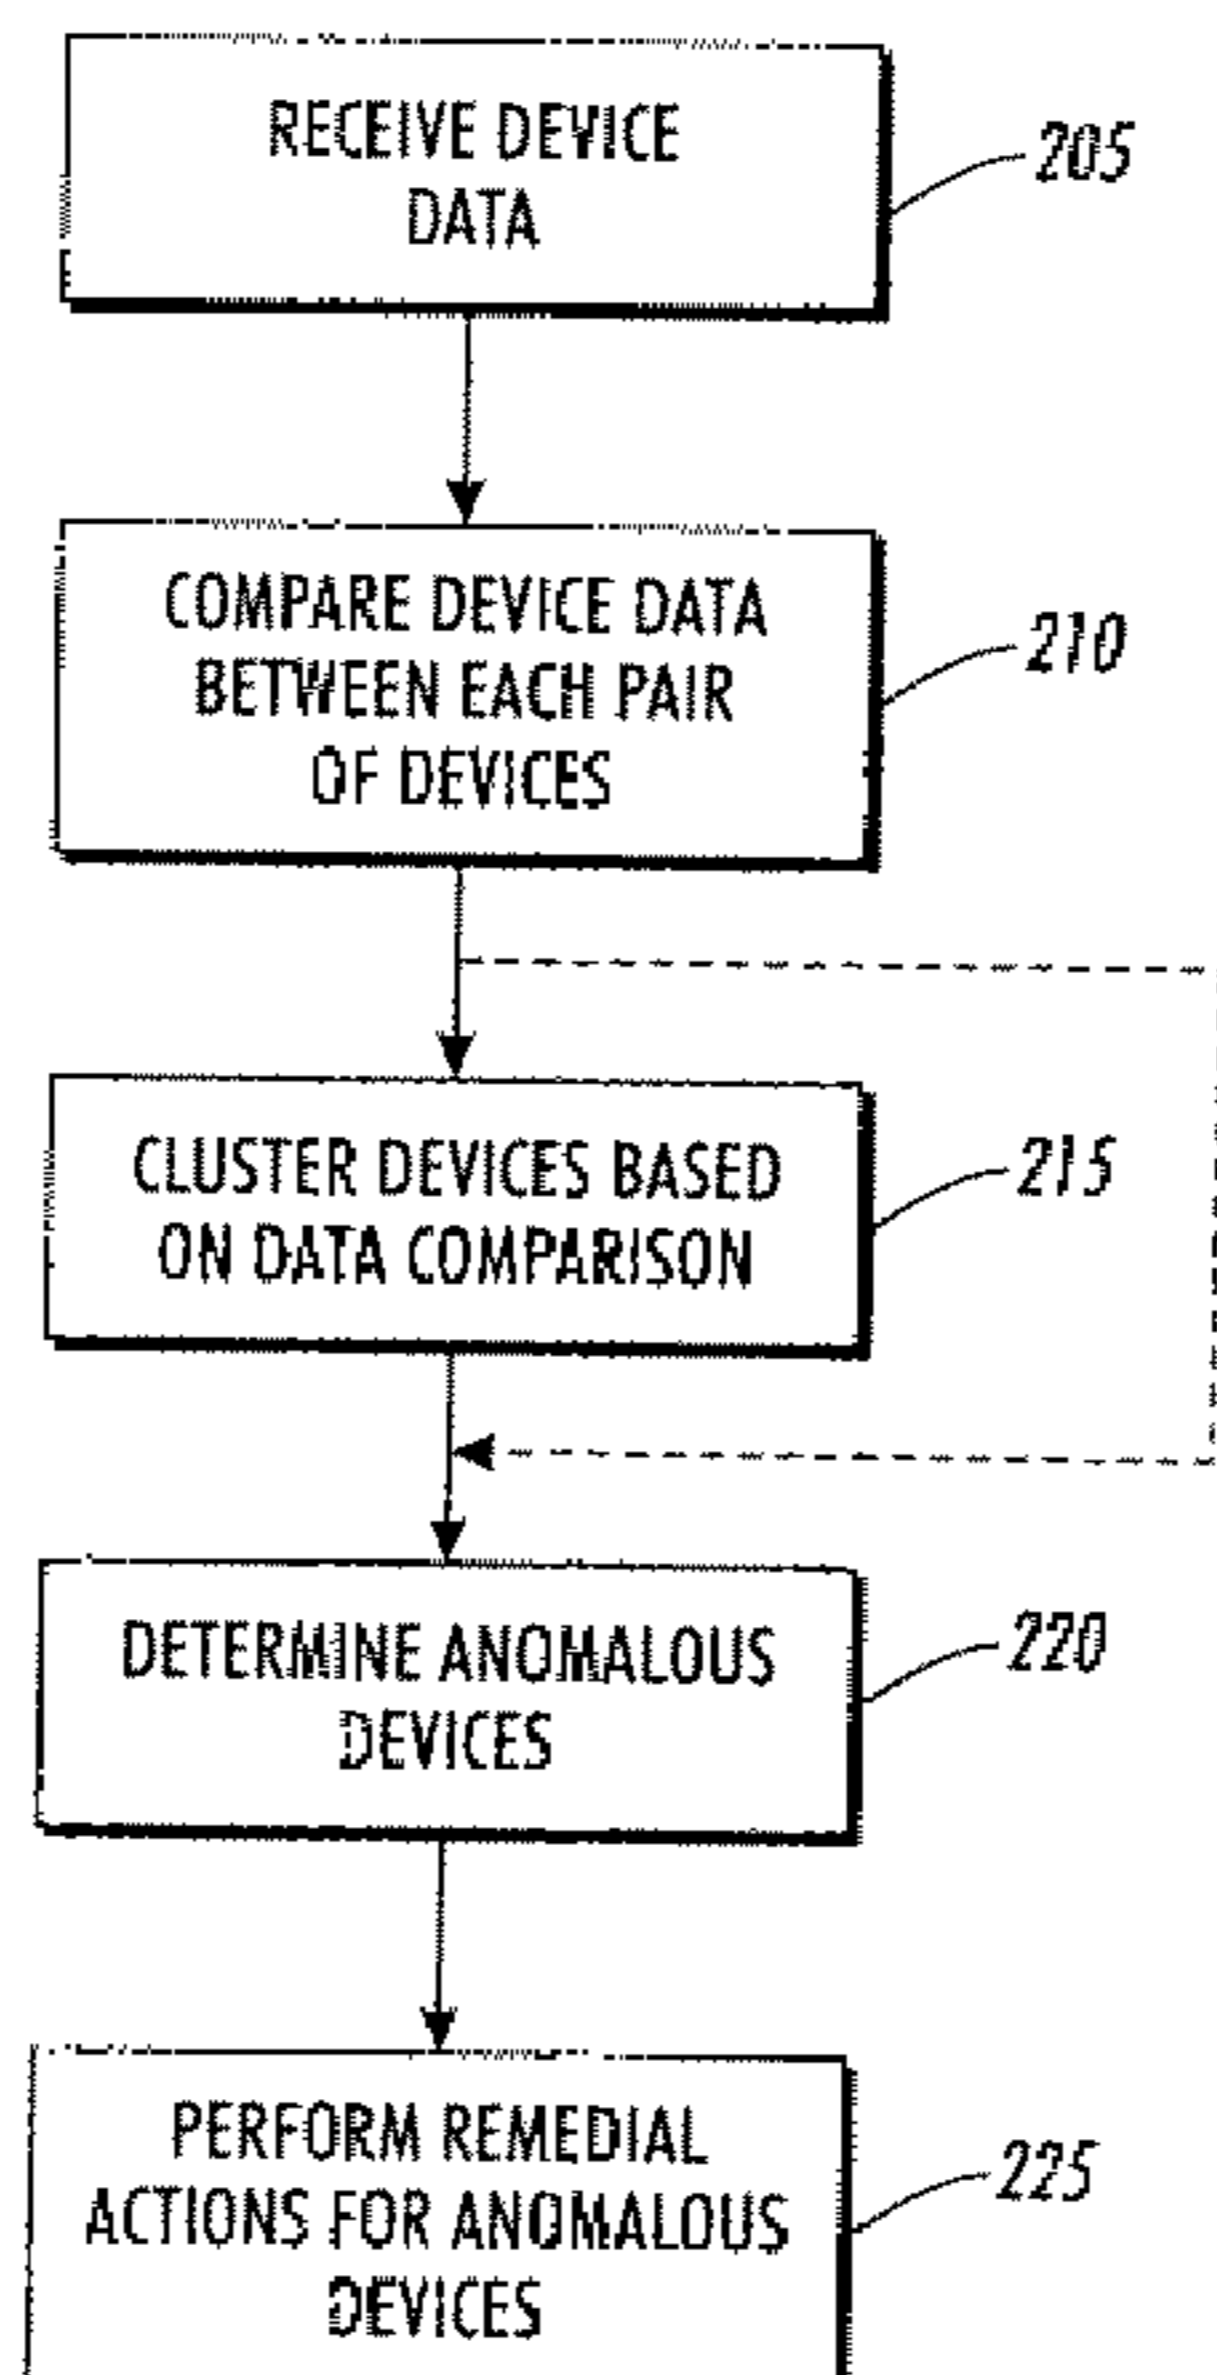 RECEIVE DEVICE
DATA
205
COMPARE DEVICE DATA
BETWEEN EACH PAIR
OF DEVICES
210
CLUSTER DEVICES BASED
ON DATA COMPARISON
215
DETERMINE ANOMALOUS
DEVICES
220
PERFORM REMEDIAL
ACTIONS FOR ANOMALOUS
DEVICES
225